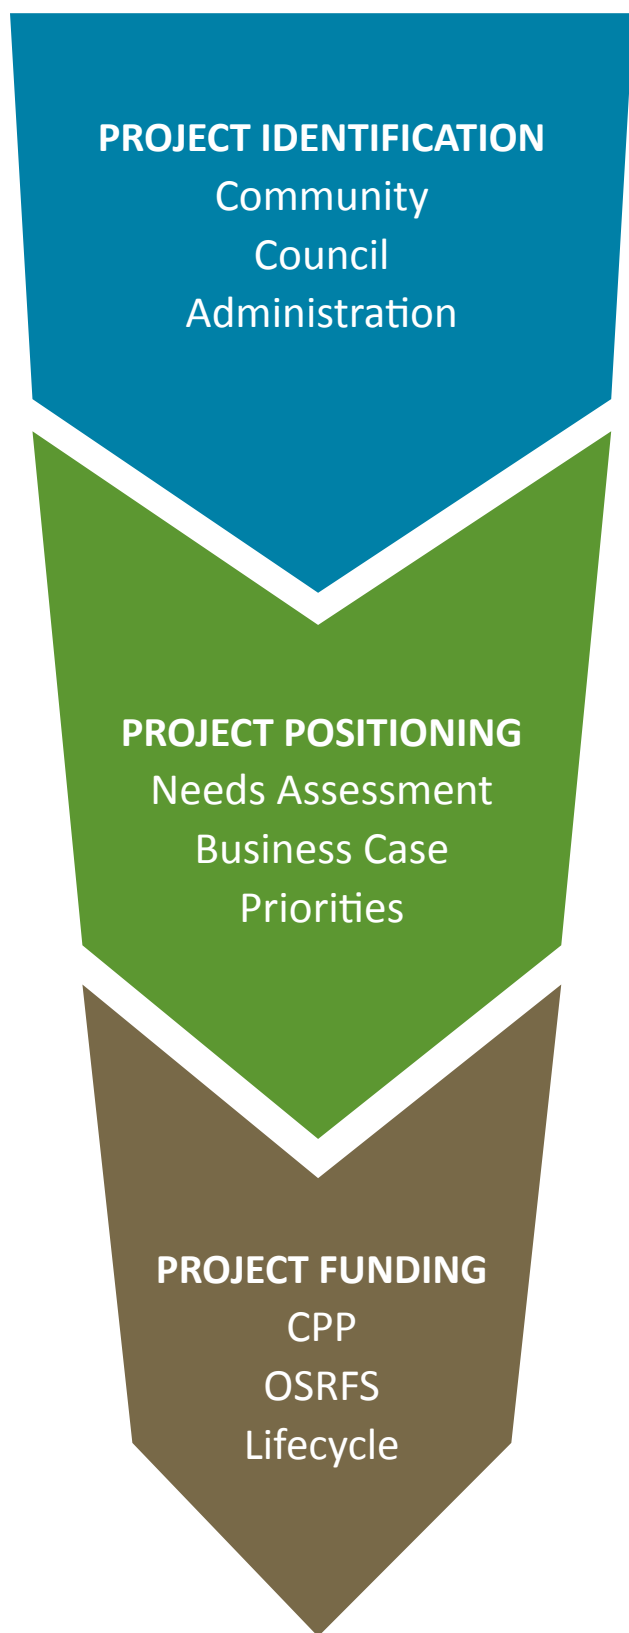 PROJECT IDENTIFICATION
Community
Council
Administration
PROJECT POSITIONING
Needs Assessment
Business Case
Priorities
PROJECT FUNDING
CPP
OSRFS
Lifecycle